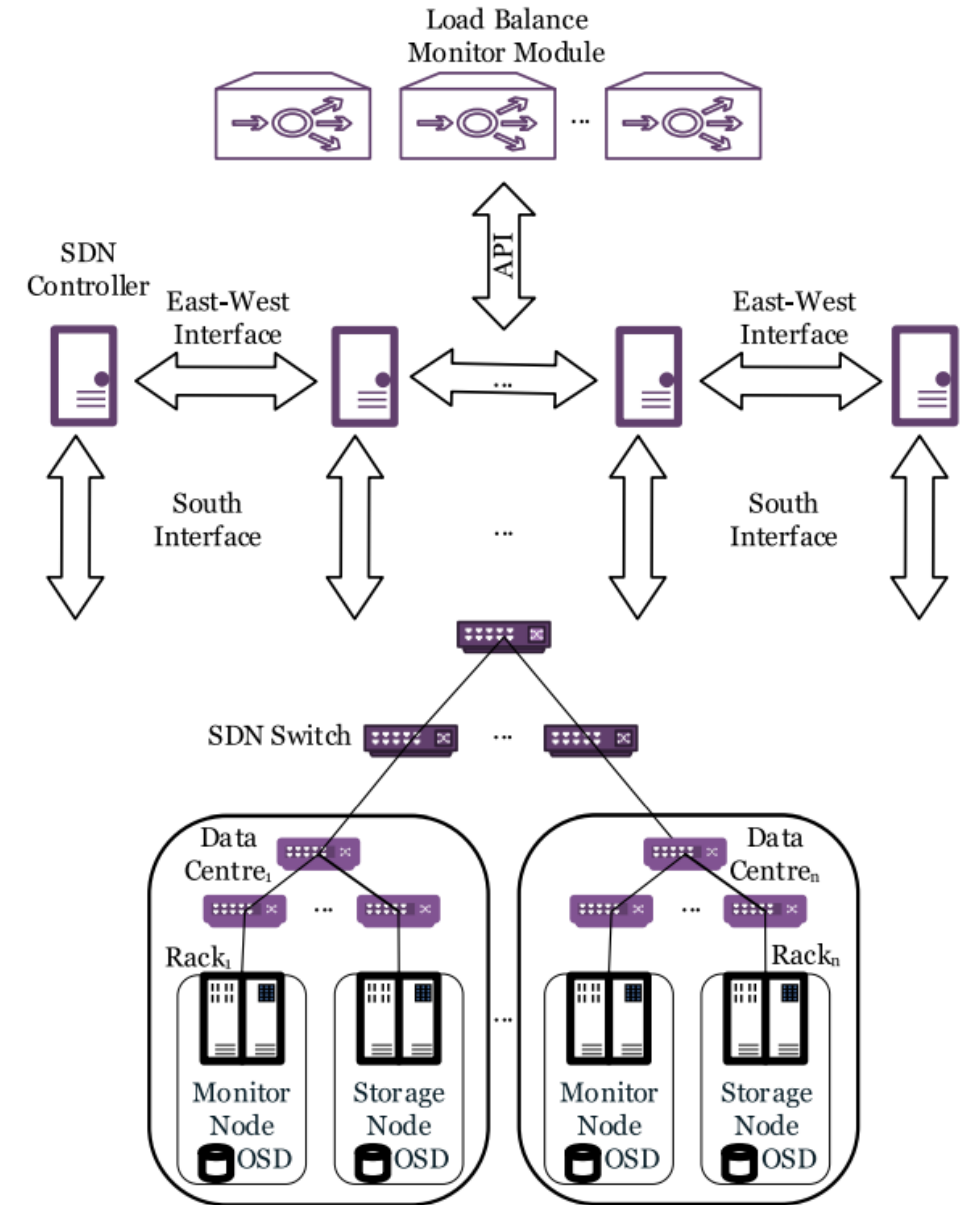 Load Balance
Monitor Module
...
API
SDN
Controller
East-West
Interface
East-West
Interface
...
South
Interface
South
Interface
...
SDN Switch
...
Data
Centre₁
Data
Centreₙ
...
...
Rack₁
Rackₙ
...
Monitor
Node
OSD
Storage
Node
OSD
Monitor
Node
OSD
Storage
Node
OSD